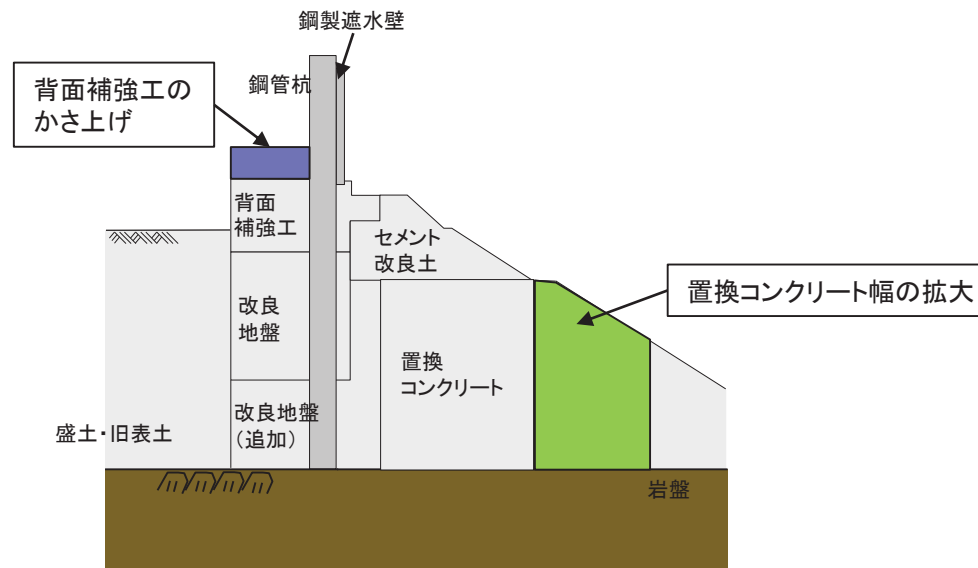 鋼製遮水壁
鋼管杭
背面補強工の
かさ上げ
背面
補強工
セメント
改良土
置換コンクリート幅の拡大
改良
地盤
置換
コンクリート
改良地盤
（追加）
盛土・旧表土
岩盤